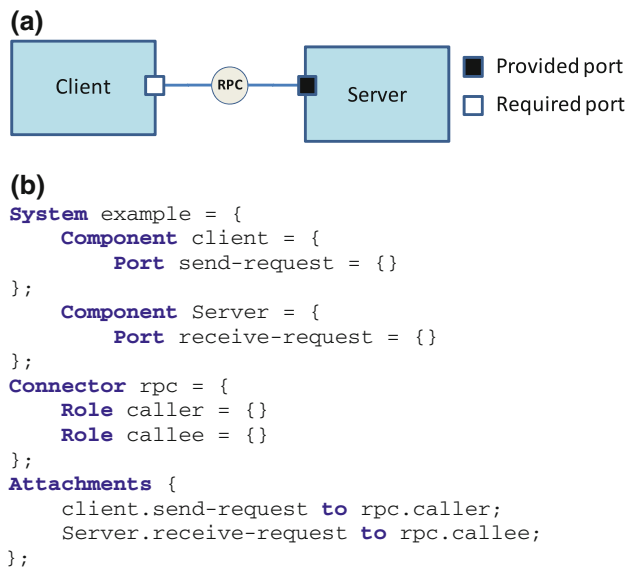 (a)
Client
RPC
Server
Provided port
Required port
(b)
System example = {
Component client = {
Port send-request = {}
};
Component Server = {
Port receive-request = {}
};
Connector rpc = {
Role caller = {}
Role callee = {}
};
Attachments {
client.send-request to rpc.caller;
Server.receive-request to rpc.callee;
};